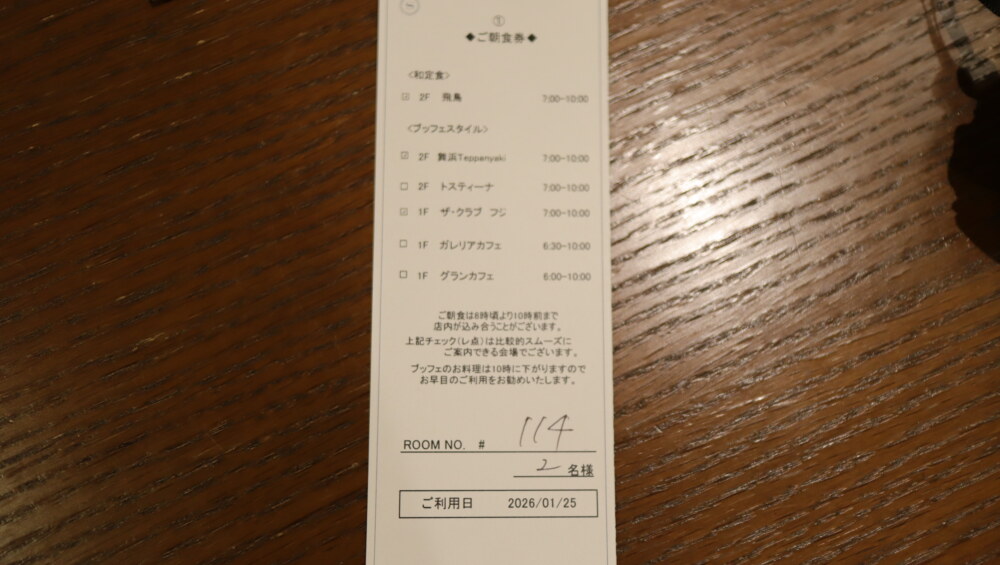 ①
◆ご朝食券◆
<和定食>
☑ 2F 飛鳥 7:00-10:00
<ブッフェスタイル>
☑ 2F 舞浜Teppanyaki 7:00-10:00
□ 2F トスティーナ 7:00-10:00
☑ 1F ザ・クラブ フジ 7:00-10:00
□ 1F ガレリアカフェ 6:30-10:00
□ 1F グランカフェ 6:00-10:00
ご朝食は8時頃より10時前まで
店内が込み合うことがございます。
上記チェック(レ点)は比較的スムーズに
ご案内できる会場でございます。
ブッフェのお料理は10時に下がりますので
お早目のご利用をお勧めいたします。
ROOM NO. # 114
2 名様
ご利用日 2026/01/25